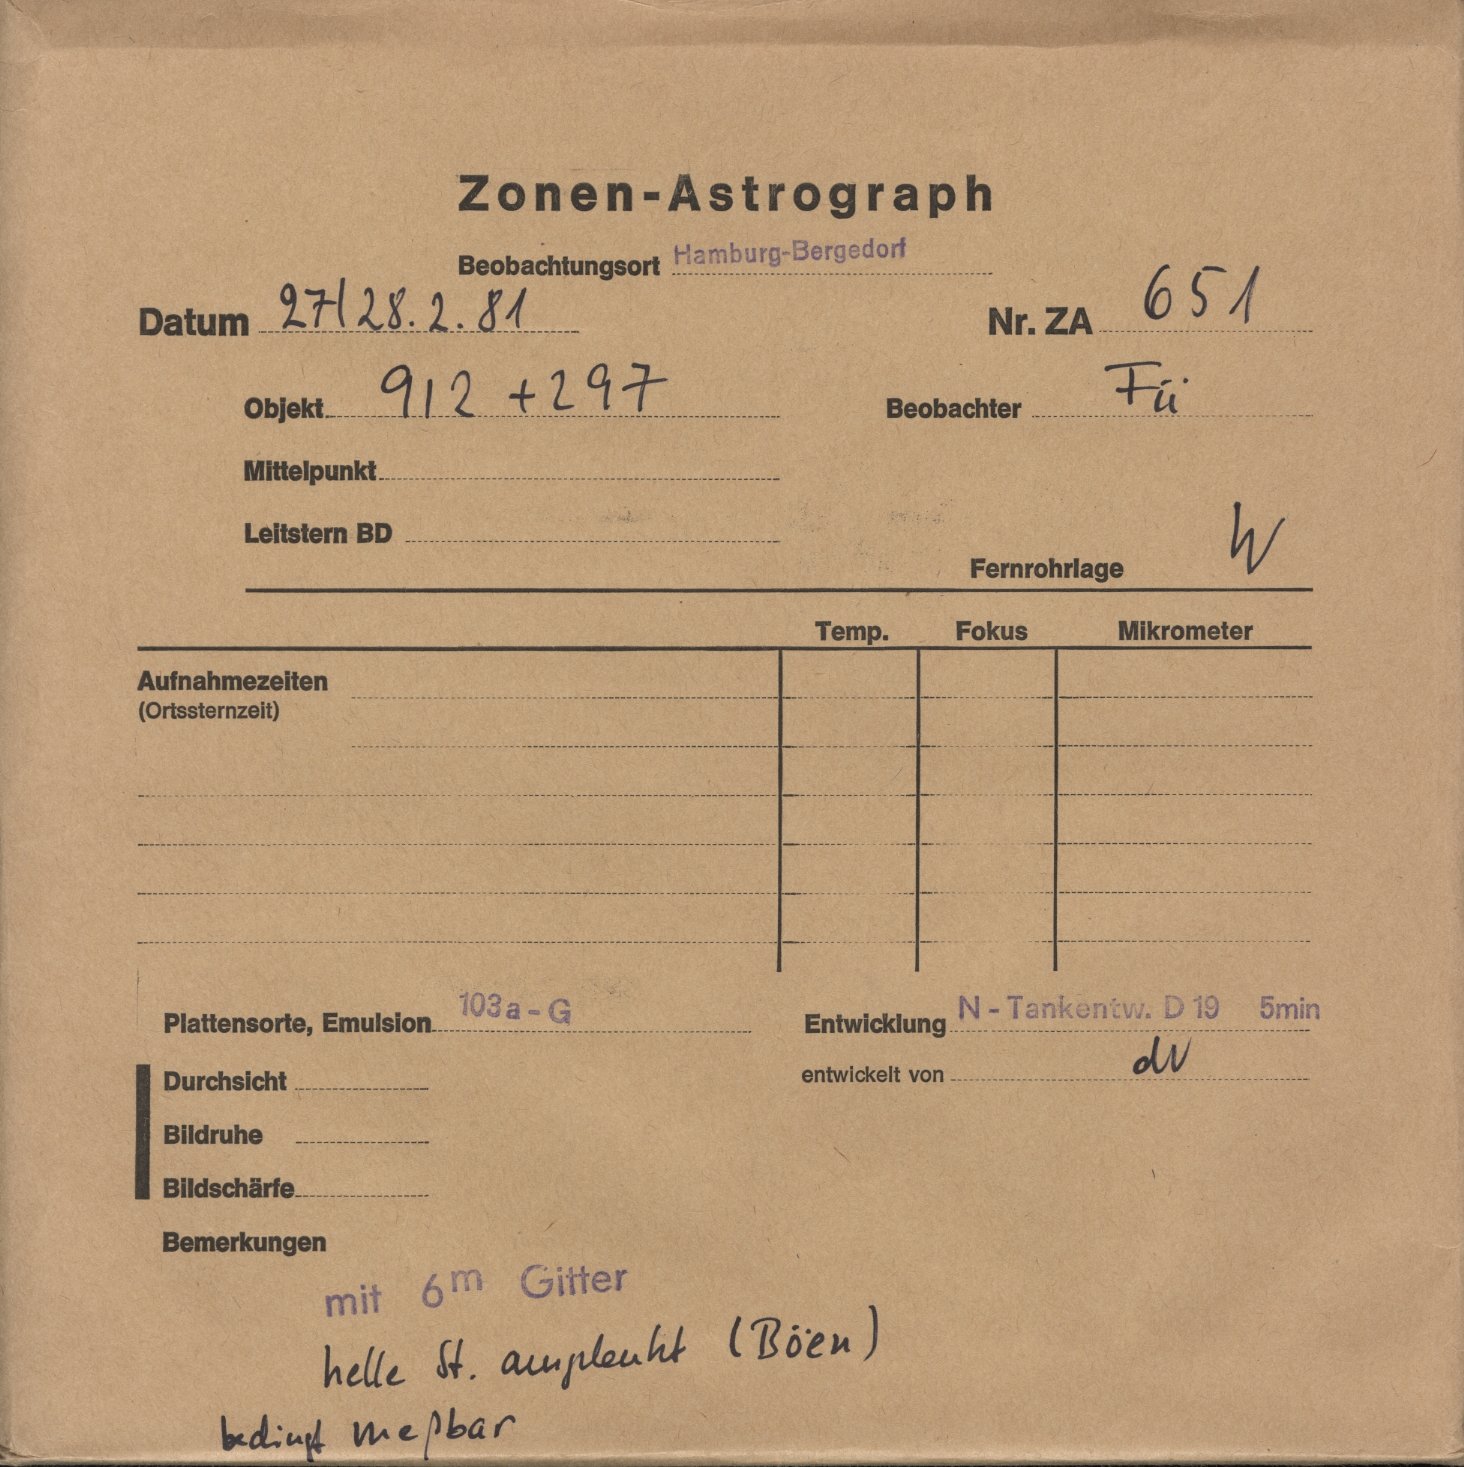 Zonen-Astrograph
Beobachtungsort Hamburg-Bergedorf
Datum 27/28.2.81 Nr. ZA 651
Objekt 912 +297 Beobachter Fü
Mittelpunkt
Leitstern BD
Fernrohrlage W
Temp. Fokus Mikrometer
Aufnahmezeiten
(Ortssternzeit)
Plattensorte, Emulsion 103a-G Entwicklung N-Tankentw. D 19 5min
Durchsicht entwickelt von dV
Bildruhe
Bildschärfe
Bemerkungen
mit 6m Gitter
helle St. (Böen)
bedingt meßbar